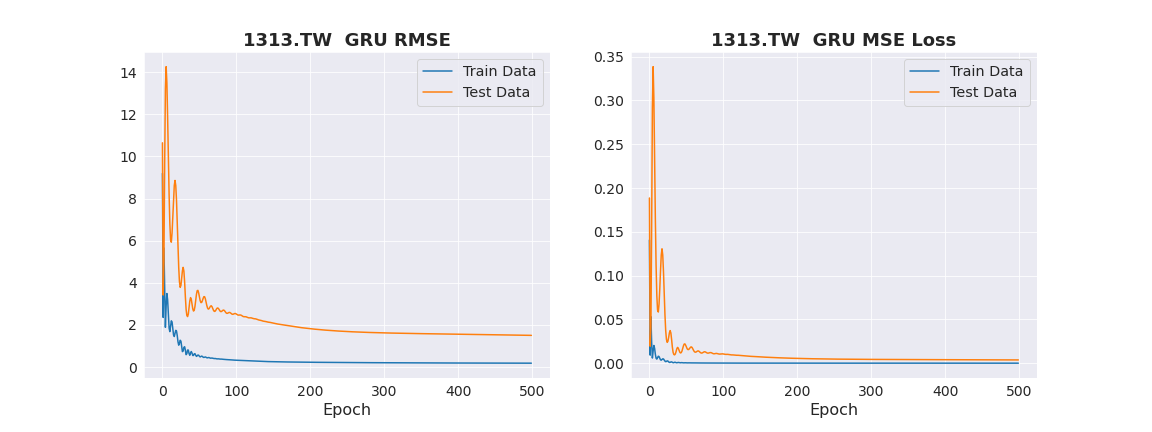 1313.TW  GRU RMSE
14
12
10
8
6
4
2
0
0 100 200 300 400 500
Epoch
Train Data
Test Data
1313.TW  GRU MSE Loss
0.35
0.30
0.25
0.20
0.15
0.10
0.05
0.00
0 100 200 300 400 500
Epoch
Train Data
Test Data